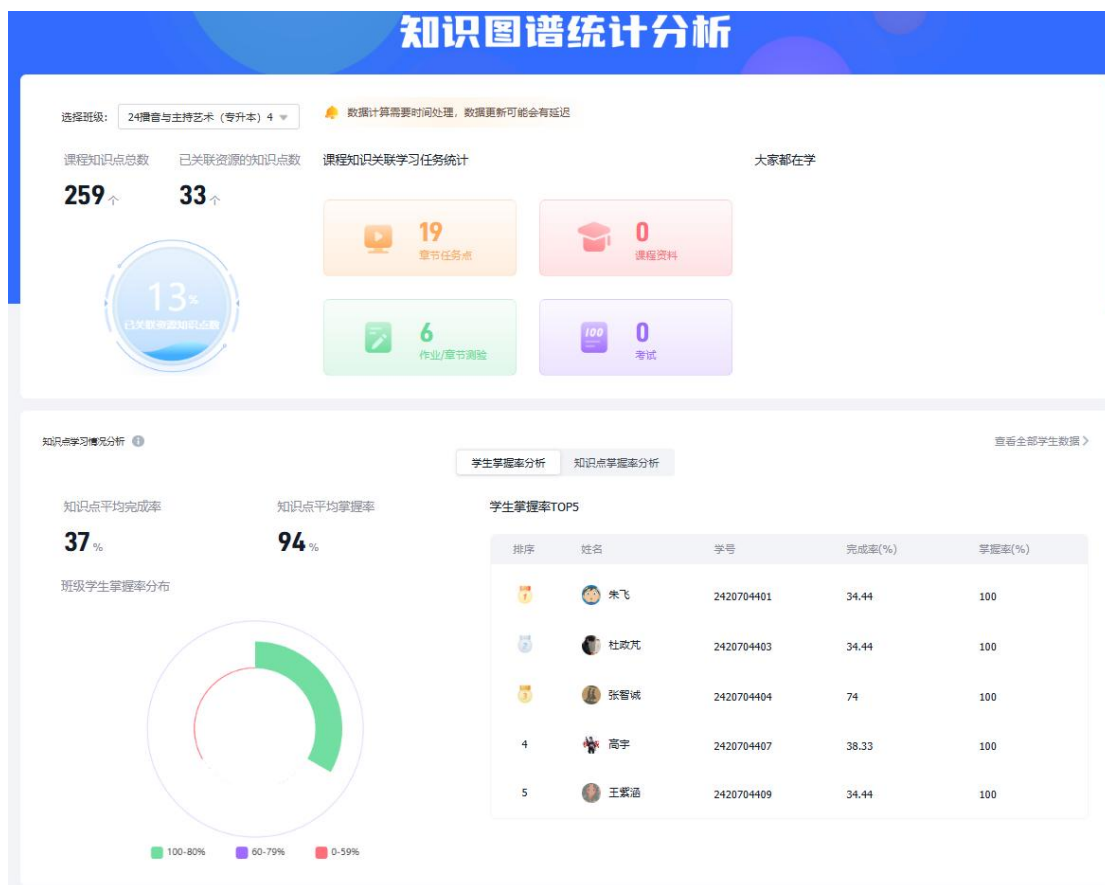 知识图谱统计分析
选择班级: 24播音与主持艺术（专升本）4
数据计算需要时间处理，数据更新可能会有延迟
课程知识点总数 已关联资源的知识点数 课程知识关联学习任务统计 大家都在学
259个 33个
19
章节任务点
0
课程资料
13%
已关联资源知识点数
6
作业/章节测验
100
0
考试
知识点学习情况分析
查看全部学生数据
学生掌握率分析 知识点掌握率分析
知识点平均完成率 知识点平均掌握率 学生掌握率TOP5
37% 94%
排序 姓名 学号 完成率(%) 掌握率(%)
班级学生掌握率分布
1 朱飞 2420704401 34.44 100
2 杜政芃 2420704403 34.44 100
3 张智诚 2420704404 74 100
4 高宇 2420704407 38.33 100
5 王紫涵 2420704409 34.44 100
100-80% 60-79% 0-59%